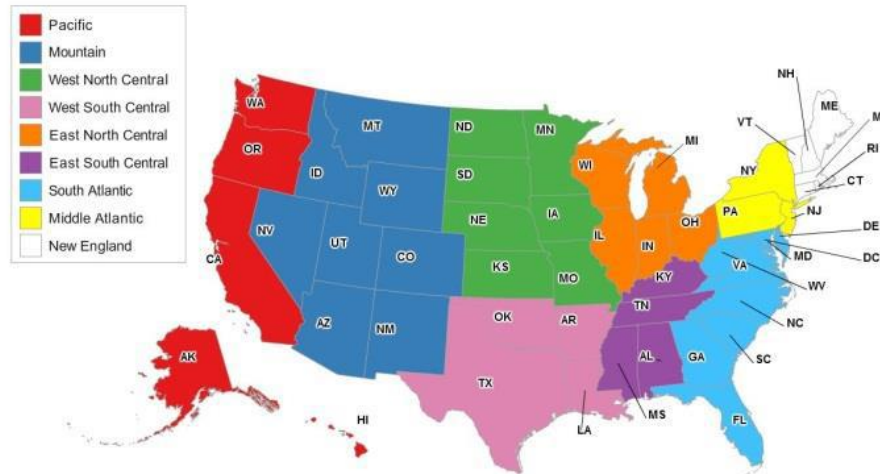 Pacific
Mountain
West North Central
West South Central
East North Central
East South Central
South Atlantic
Middle Atlantic
New England
WA
OR
CA
NV
ID
MT
WY
UT
CO
AZ
NM
ND
SD
NE
KS
MN
IA
MO
OK
AR
TX
LA
WI
MI
IL
IN
OH
KY
TN
MS
AL
NY
PA
NJ
NH
VT
ME
M
RI
CT
DE
MD
DC
VA
WV
NC
SC
GA
FL
AK
HI